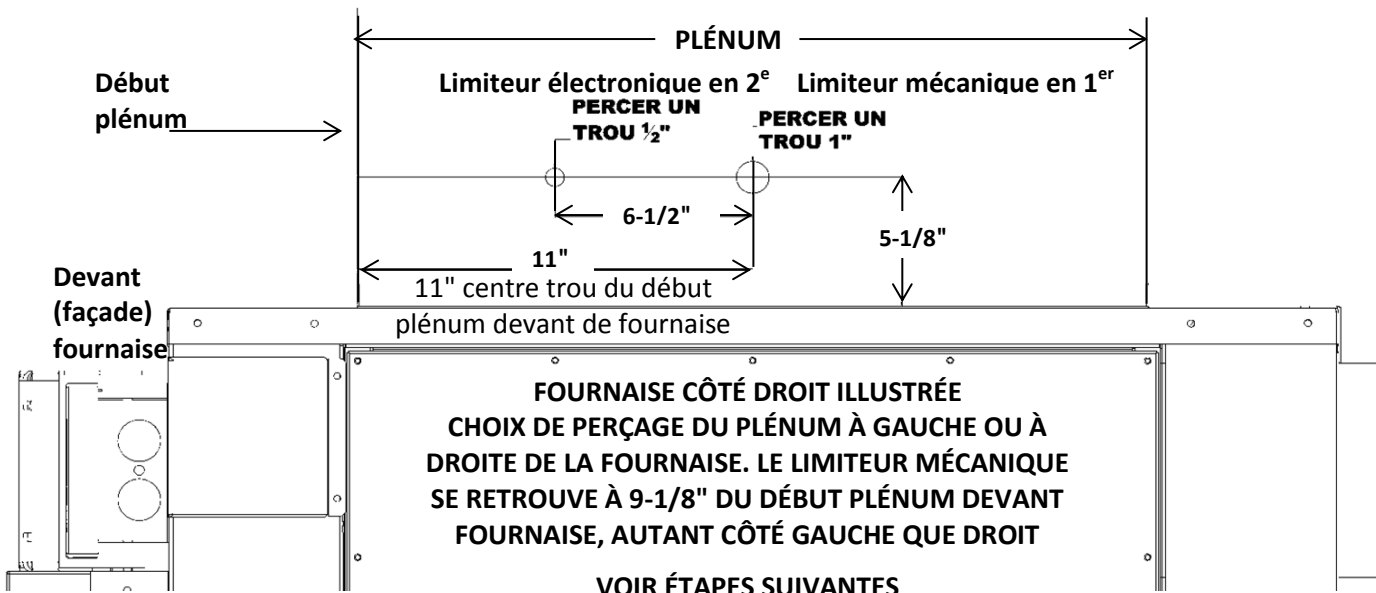 PLÉNUM
Début
plénum
Limiteur électronique en 2e
Limiteur mécanique en 1er
PERCER UN
TROU ½"
PERCER UN
TROU 1"
6-1/2"
5-1/8"
11"
11" centre trou du début
plénum devant de fournaise
Devant
(façade)
fournaise
FOURNAISE CÔTÉ DROIT ILLUSTRÉE
CHOIX DE PERÇAGE DU PLÉNUM À GAUCHE OU À
DROITE DE LA FOURNAISE. LE LIMITEUR MÉCANIQUE
SE RETROUVE À 9-1/8" DU DÉBUT PLÉNUM DEVANT
FOURNAISE, AUTANT CÔTÉ GAUCHE QUE DROIT
VOIR ÉTAPES SUIVANTES